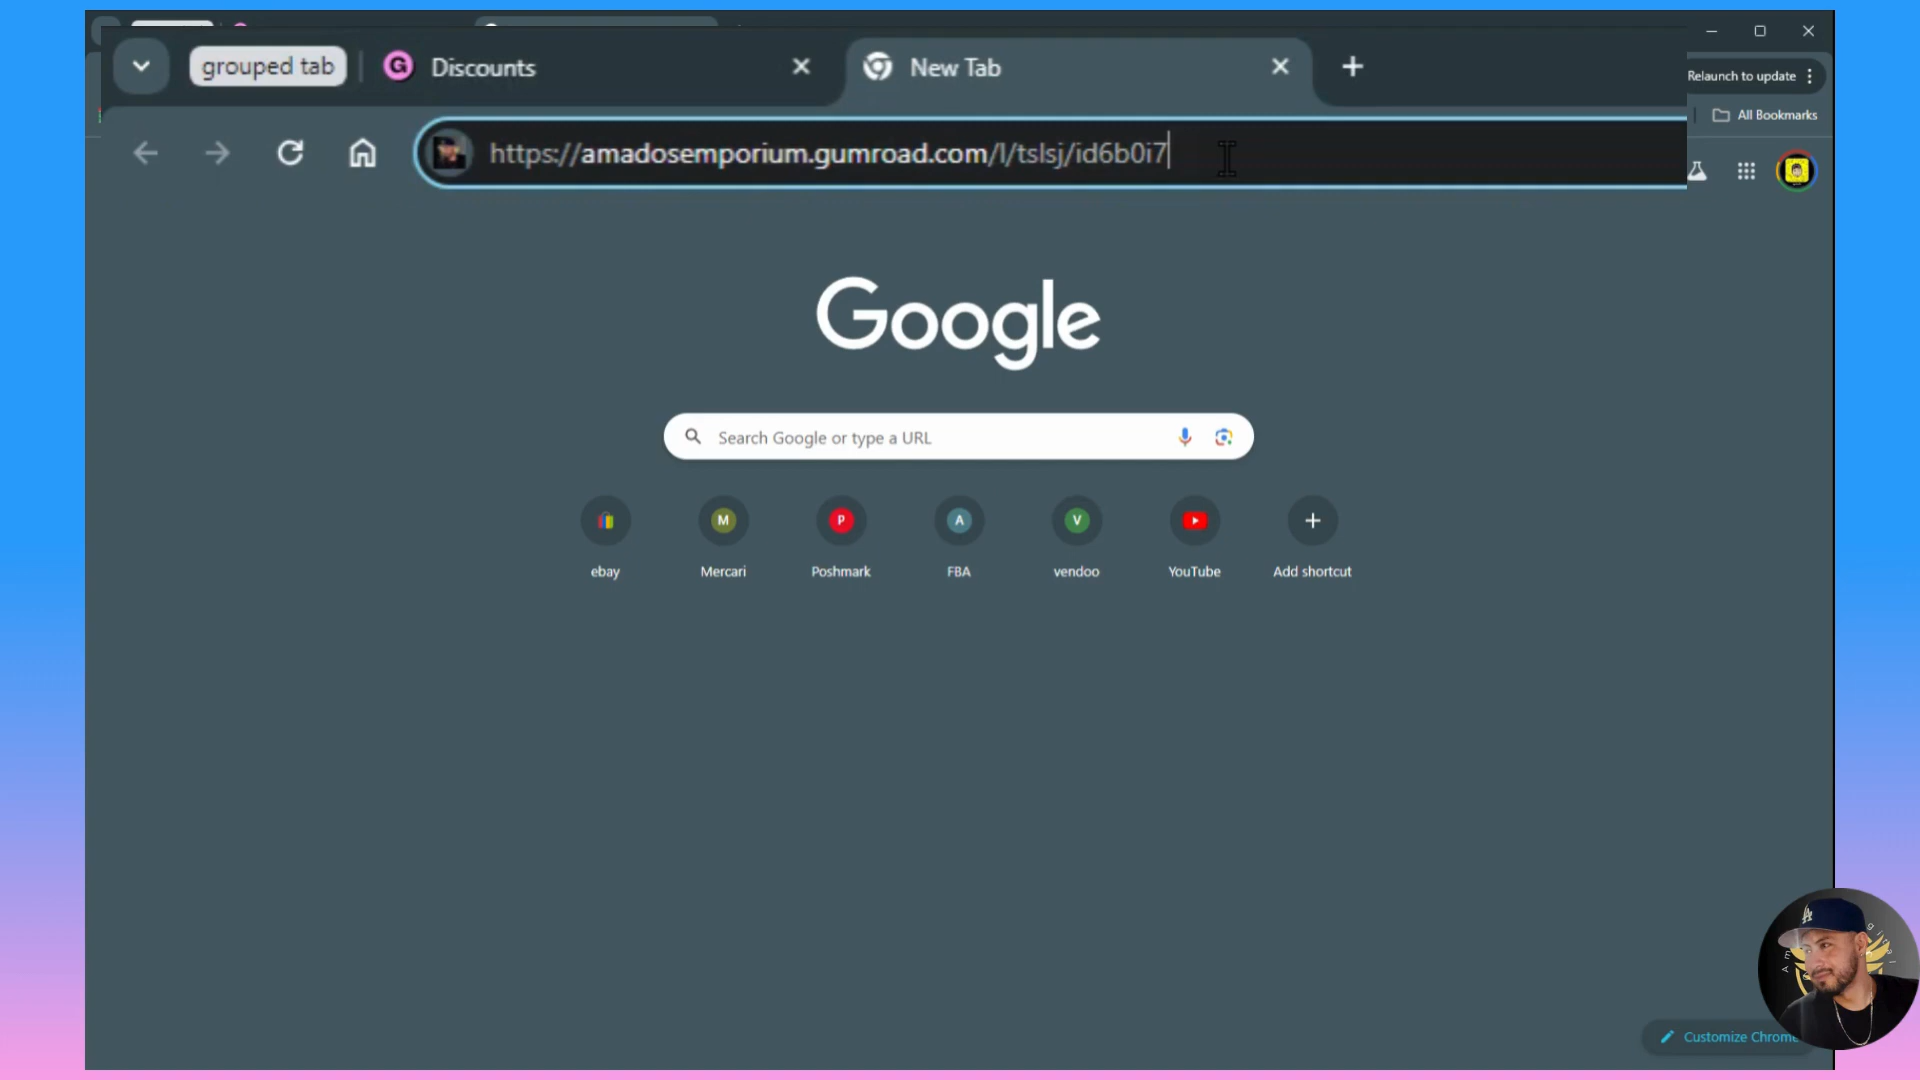 grouped tab
G Discounts
New Tab
Relaunch to update
https://amadosemporium.gumroad.com/l/tslsj/id6b0i7
All Bookmarks
Google
Search Google or type a URL
M P A V
ebay Mercari Poshmark FBA vendoo YouTube Add shortcut
Customize Chrome